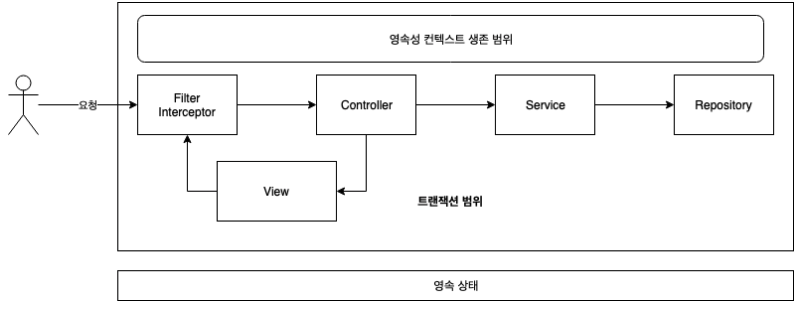 영속성 컨텍스트 생존 범위
요청
Filter
Interceptor
Controller
Service
Repository
View
트랜잭션 범위
영속 상태